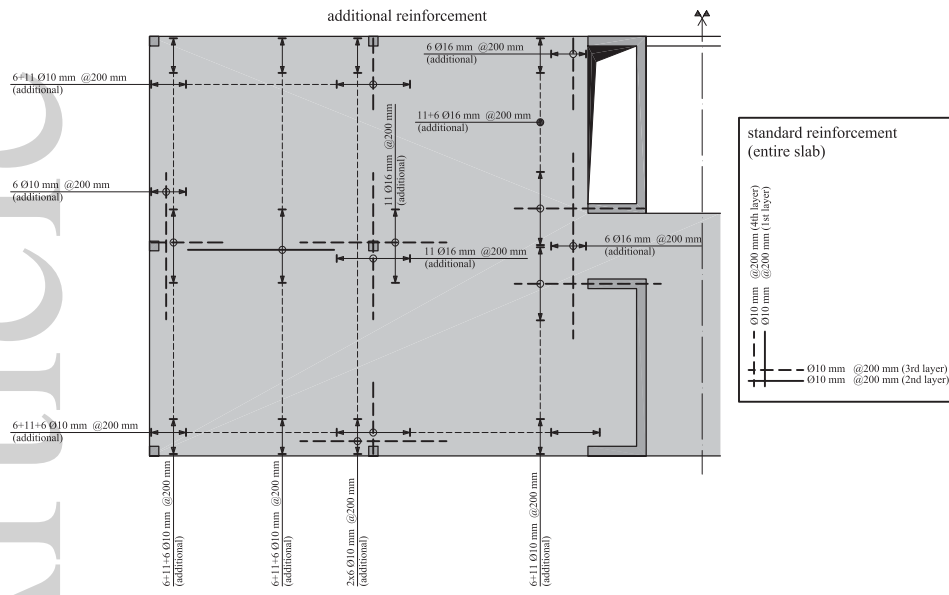 additional reinforcement
6 Ø16 mm @200 mm
(additional)
6+11 Ø10 mm @200 mm
(additional)
11+6 Ø16 mm @200 mm
(additional)
11 Ø16 mm @200 mm
(additional)
6 Ø10 mm @200 mm
(additional)
6 Ø16 mm @200 mm
(additional)
11 Ø16 mm @200 mm
(additional)
6+11+6 Ø10 mm @200 mm
(additional)
6+11+6 Ø10 mm @200 mm
(additional)
6+11+6 Ø10 mm @200 mm
(additional)
2x6 Ø10 mm @200 mm
(additional)
6+11 Ø10 mm @200 mm
(additional)
standard reinforcement
(entire slab)
Ø10 mm @200 mm (4th layer)
Ø10 mm @200 mm (1st layer)
Ø10 mm @200 mm (3rd layer)
Ø10 mm @200 mm (2nd layer)